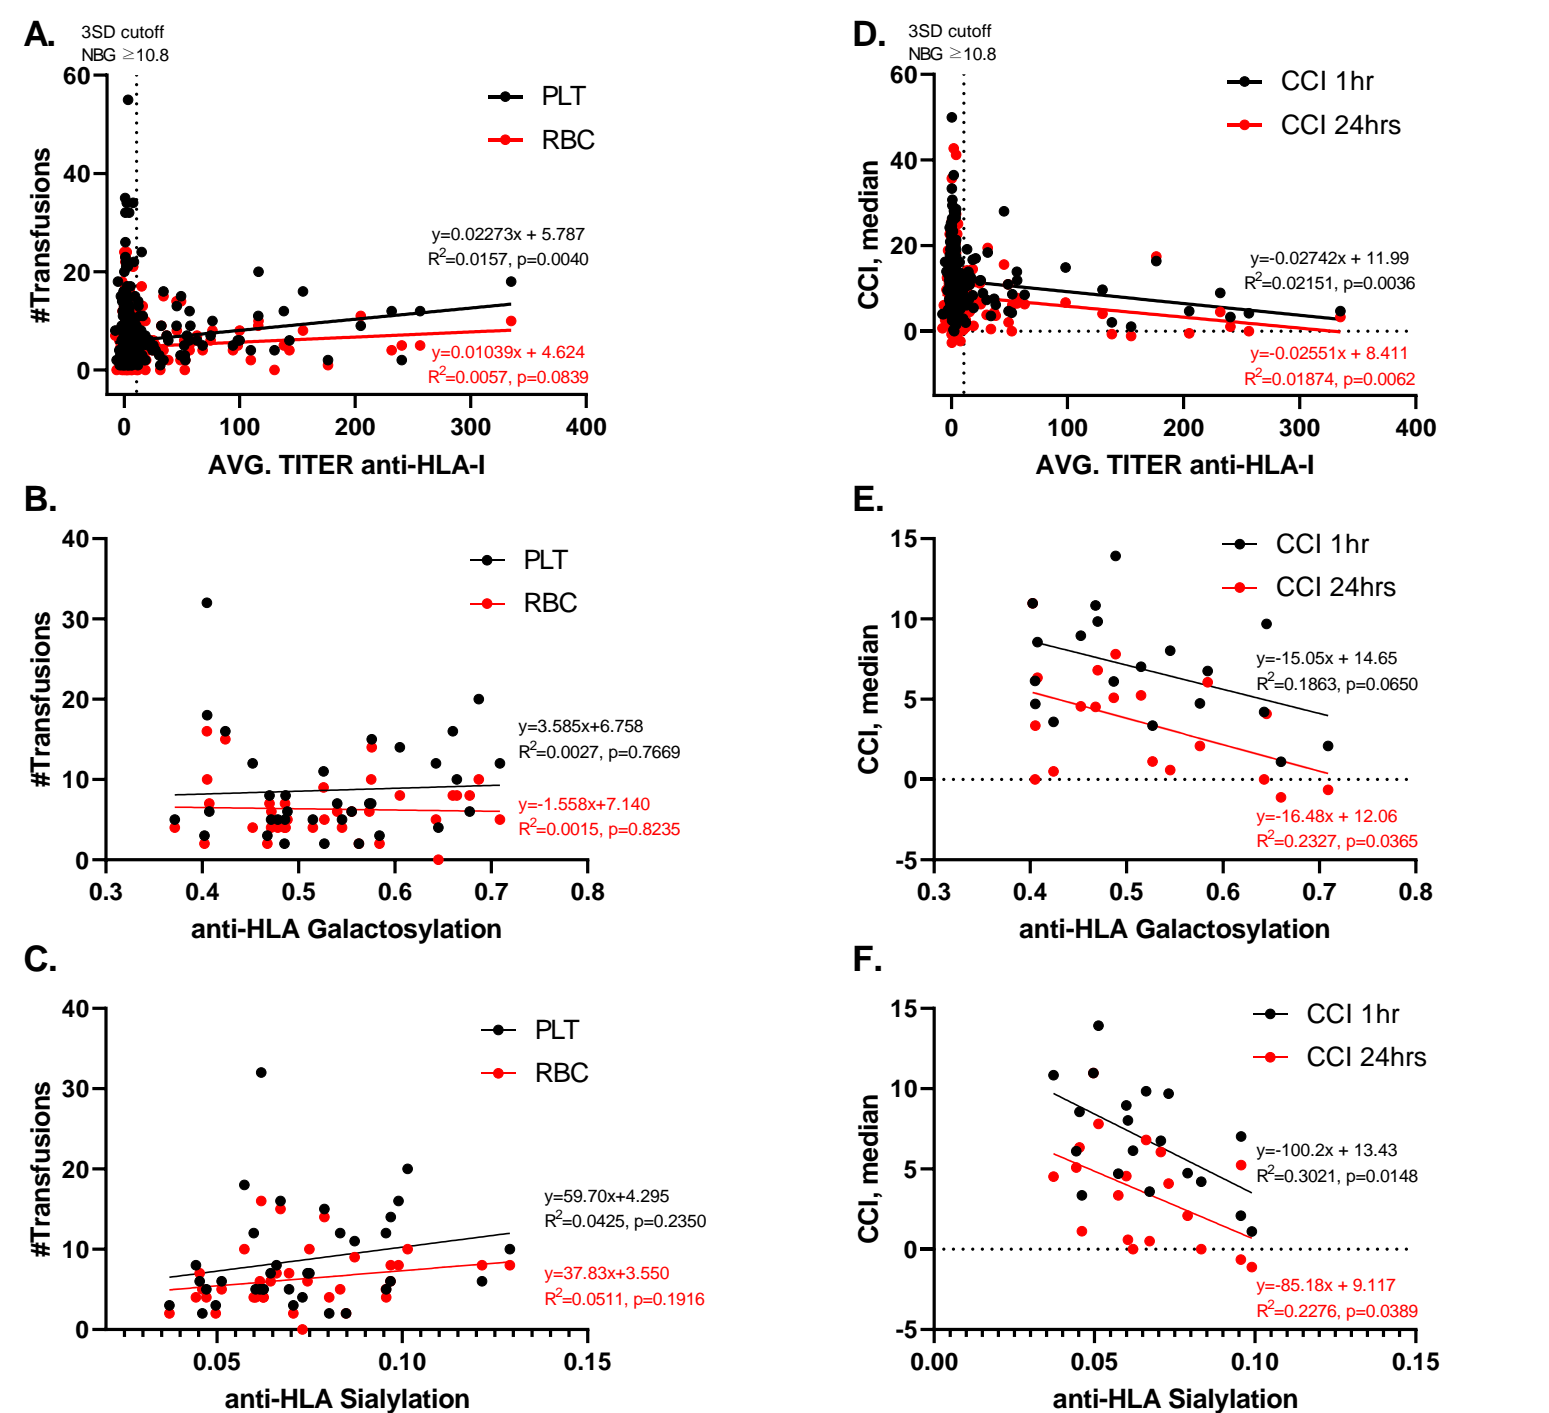 A.
3SD cutoff
NBG ≥10.8
60
40
20
0
#Transfusions
PLT
RBC
y=0.02273x + 5.787
R²=0.0157, p=0.0040
y=0.01039x + 4.624
R²=0.0057, p=0.0839
0 100 200 300 400
AVG. TITER anti-HLA-I
D.
3SD cutoff
NBG ≥10.8
60
40
20
0
CCI, median
CCI 1hr
CCI 24hrs
y=-0.02742x + 11.99
R²=0.02151, p=0.0036
y=-0.02551x + 8.411
R²=0.01874, p=0.0062
0 100 200 300 400
AVG. TITER anti-HLA-I
B.
40
30
20
10
0
#Transfusions
PLT
RBC
y=3.585x+6.758
R²=0.0027, p=0.7669
y=-1.558x+7.140
R²=0.0015, p=0.8235
0.3 0.4 0.5 0.6 0.7 0.8
anti-HLA Galactosylation
E.
15
10
5
0
-5
CCI, median
CCI 1hr
CCI 24hrs
y=-15.05x + 14.65
R²=0.1863, p=0.0650
y=-16.48x + 12.06
R²=0.2327, p=0.0365
0.3 0.4 0.5 0.6 0.7 0.8
anti-HLA Galactosylation
C.
40
30
20
10
0
#Transfusions
PLT
RBC
y=59.70x+4.295
R²=0.0425, p=0.2350
y=37.83x+3.550
R²=0.0511, p=0.1916
0.05 0.10 0.15
anti-HLA Sialylation
F.
15
10
5
0
-5
CCI, median
CCI 1hr
CCI 24hrs
y=-100.2x + 13.43
R²=0.3021, p=0.0148
y=-85.18x + 9.117
R²=0.2276, p=0.0389
0.00 0.05 0.10 0.15
anti-HLA Sialylation